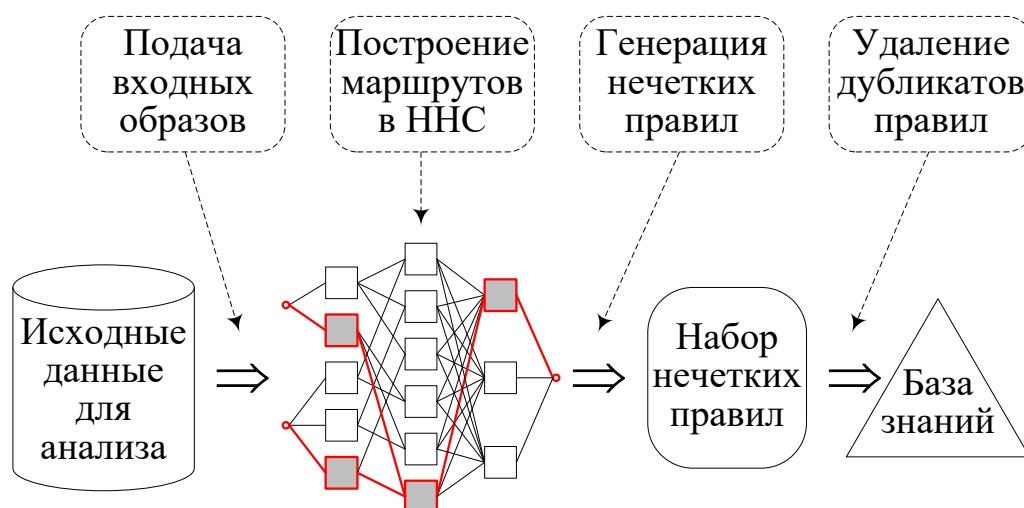 Подача
входных
образов
Построение
маршрутов
в ННС
Генерация
нечетких
правил
Удаление
дубликатов
правил
Исходные
данные
для
анализа
Набор
нечетких
правил
База
знаний